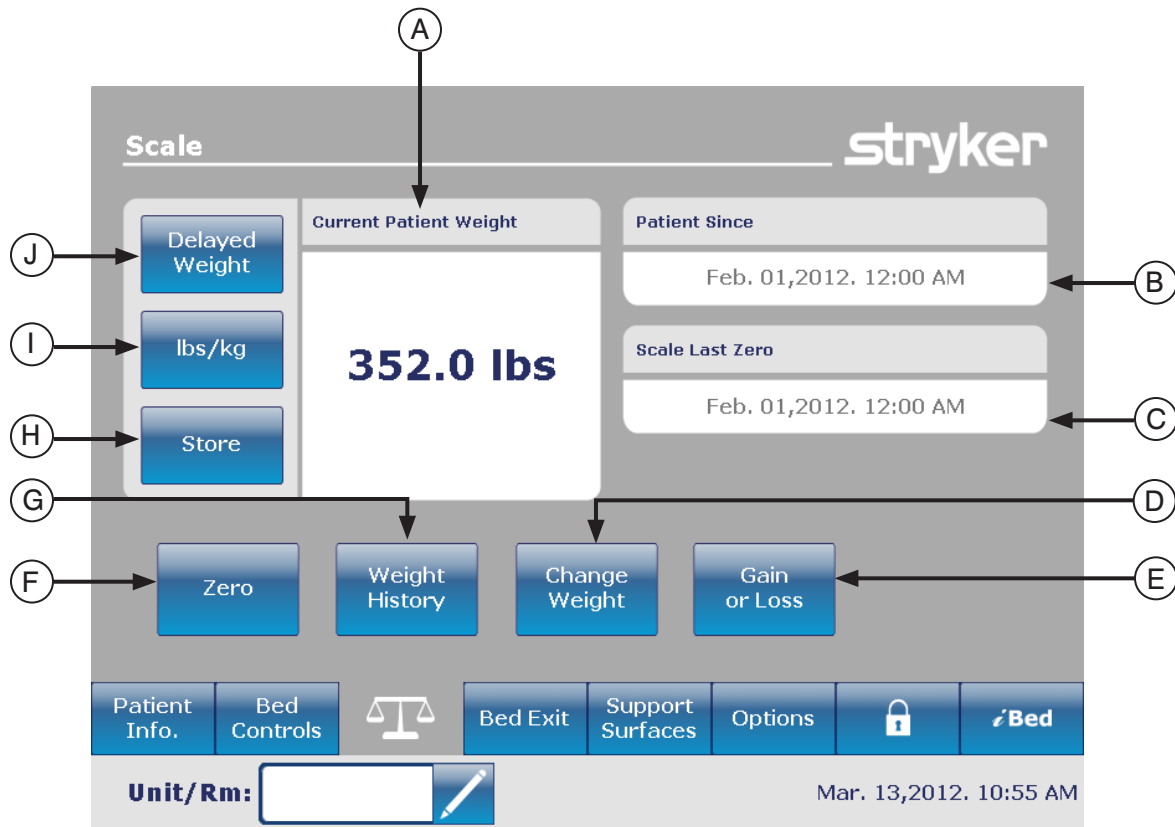 A
Scale
stryker
J
Delayed
Weight
Current Patient Weight
Patient Since
Feb. 01,2012. 12:00 AM
B
I
lbs/kg
352.0 lbs
Scale Last Zero
Feb. 01,2012. 12:00 AM
C
H
Store
G
D
F
Zero
Weight
History
Change
Weight
Gain
or Loss
E
Patient
Info.
Bed
Controls
Bed Exit
Support
Surfaces
Options
iBed
Unit/Rm:
Mar. 13,2012. 10:55 AM